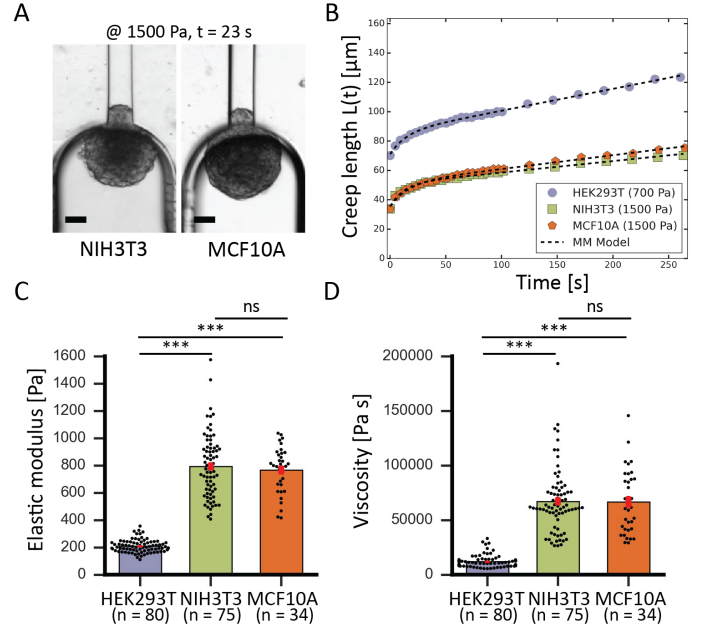 A
@ 1500 Pa, t = 23 s
NIH3T3
MCF10A
B
Creep length L(t) [μm]
160
140
120
100
80
60
40
20
0
0
50
100
150
200
250
Time [s]
HEK293T (700 Pa)
NIH3T3 (1500 Pa)
MCF10A (1500 Pa)
MM Model
C
ns
***
***
Elastic modulus [Pa]
1600
1400
1200
1000
800
600
400
200
0
HEK293T NIH3T3 MCF10A
(n = 80) (n = 75) (n = 34)
D
ns
***
***
Viscosity [Pa s]
200000
150000
100000
50000
0
HEK293T NIH3T3 MCF10A
(n = 80) (n = 75) (n = 34)